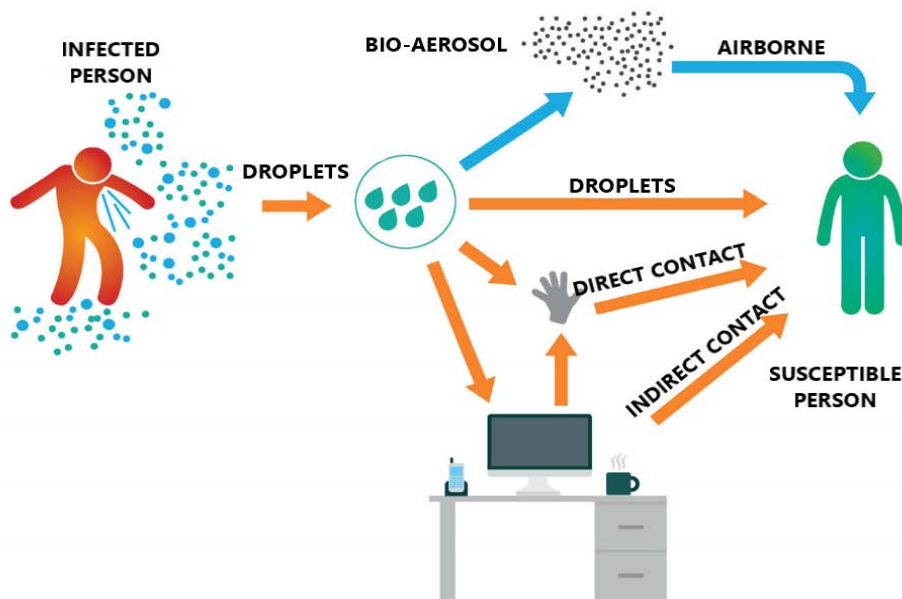 INFECTED
PERSON
BIO-AEROSOL
AIRBORNE
DROPLETS
DROPLETS
DIRECT CONTACT
INDIRECT CONTACT
SUSCEPTIBLE
PERSON